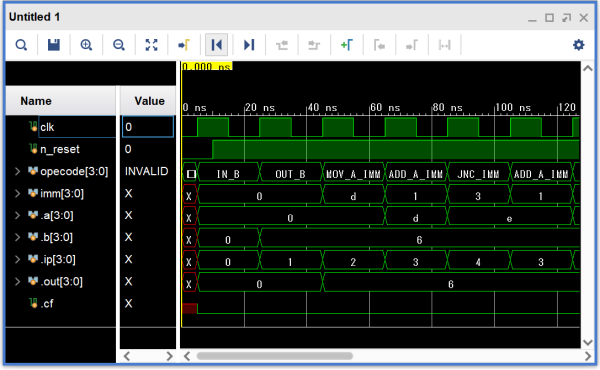 Untitled 1
0.000 ns
Name Value
0 ns 20 ns 40 ns 60 ns 80 ns 100 ns 120
clk 0
n_reset 0
opecode[3:0] INVALID IN_B OUT_B MOV_A_IMM ADD_A_IMM JNC_IMM ADD_A_IMM
imm[3:0] X X 0 d 1 3 1
.a[3:0] X X 0 d e
.b[3:0] X X 0 6
.ip[3:0] X X 0 1 2 3 4 3
.out[3:0] X X 0 6
.cf X